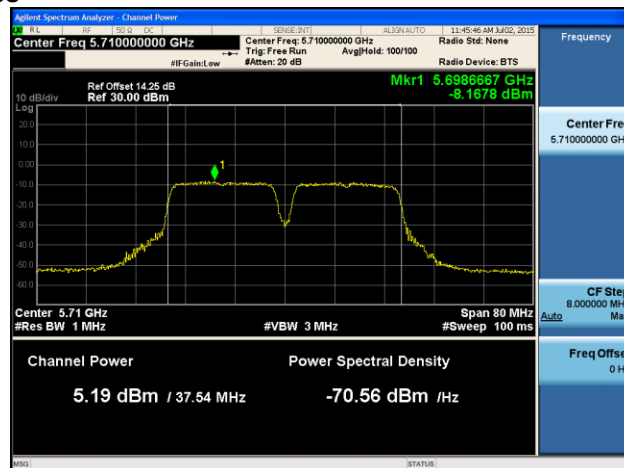 Agilent Spectrum Analyzer - Channel Power
RL RF 50 Ω DC SENSE:INT ALIGN AUTO 11:45:46 AM Jul 02, 2015
Center Freq 5.710000000 GHz
Center Freq: 5.710000000 GHz
Radio Std: None
Trig: Free Run Avg|Hold: 100/100
#IFGain:Low #Atten: 20 dB Radio Device: BTS
Frequency
Mkr1 5.6986667 GHz
-8.1678 dBm
Ref Offset 14.25 dB
10 dB/div Ref 30.00 dBm
Log
20.0
10.0
0.00
-10.0
-20.0
-30.0
-40.0
-50.0
-60.0
1
Center 5.71 GHz Span 80 MHz
#Res BW 1 MHz #VBW 3 MHz #Sweep 100 ms
Channel Power Power Spectral Density
5.19 dBm / 37.54 MHz -70.56 dBm /Hz
Center Fre
5.710000000 GH
CF Ste
8.000000 MH
Auto Ma
Freq Offse
0 H
MSG STATUS